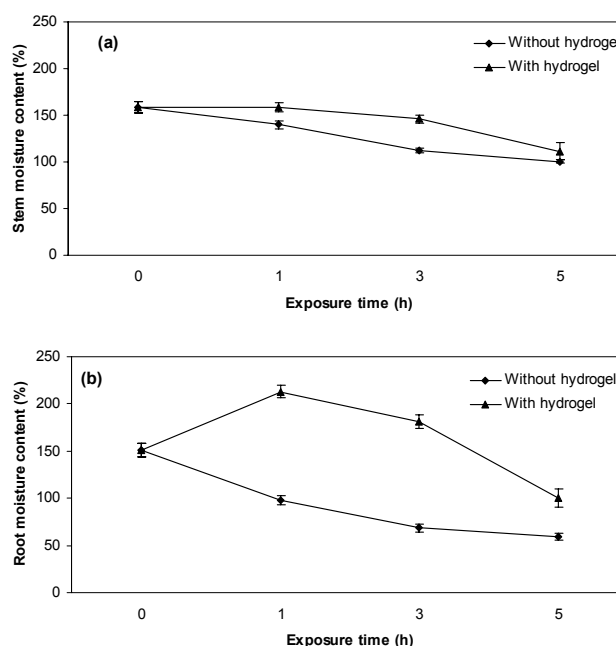 (a)
Without hydrogel
With hydrogel
250
200
150
100
50
0
Stem moisture content (%)
0 1 3 5
Exposure time (h)
(b)
Without hydrogel
With hydrogel
250
200
150
100
50
0
Root moisture content (%)
0 1 3 5
Exposure time (h)